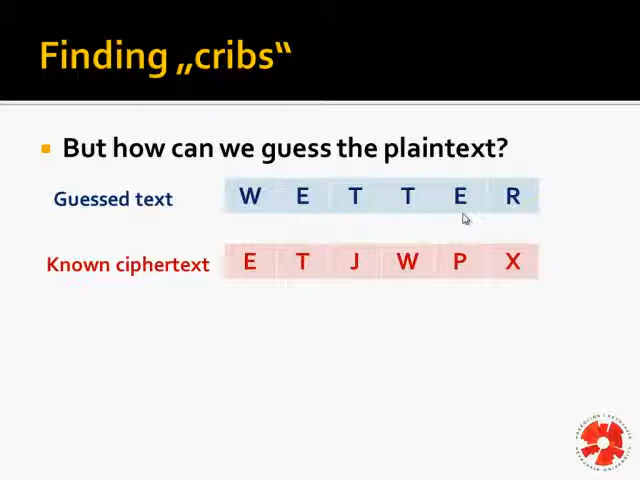 Finding „cribs“
But how can we guess the plaintext?
Guessed text W E T T E R
Known ciphertext E T J W P X